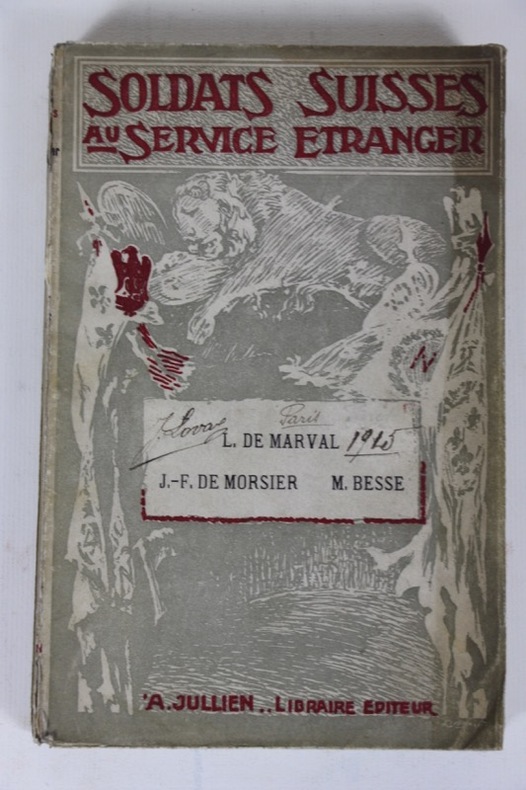 SOLDATS SUISSES
AU SERVICE ETRANGER
N
Paris
L. DE MARVAL 1915
J.-F. DE MORSIER M. BESSE
A. JULLIEN .. LIBRAIRE EDITEUR